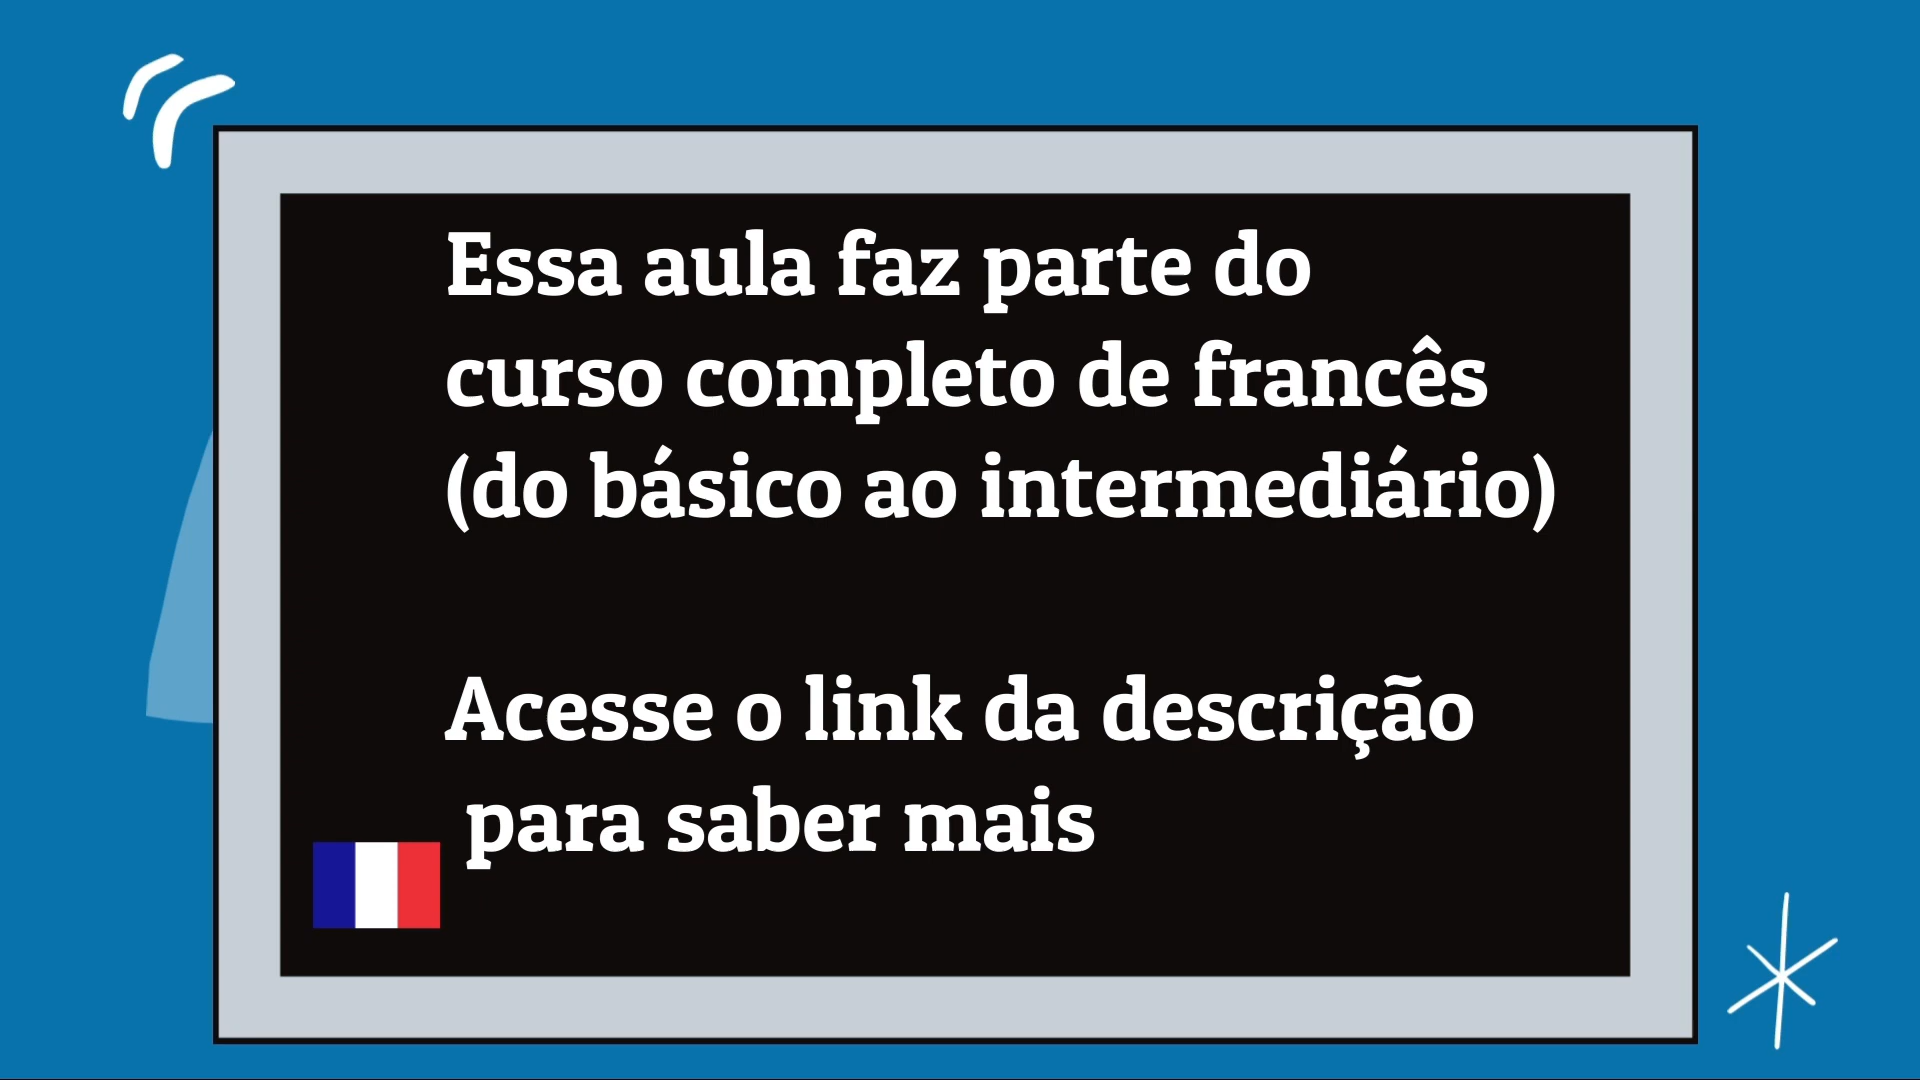 Essa aula faz parte do
curso completo de francês
(do básico ao intermediário)
Acesse o link da descrição
para saber mais